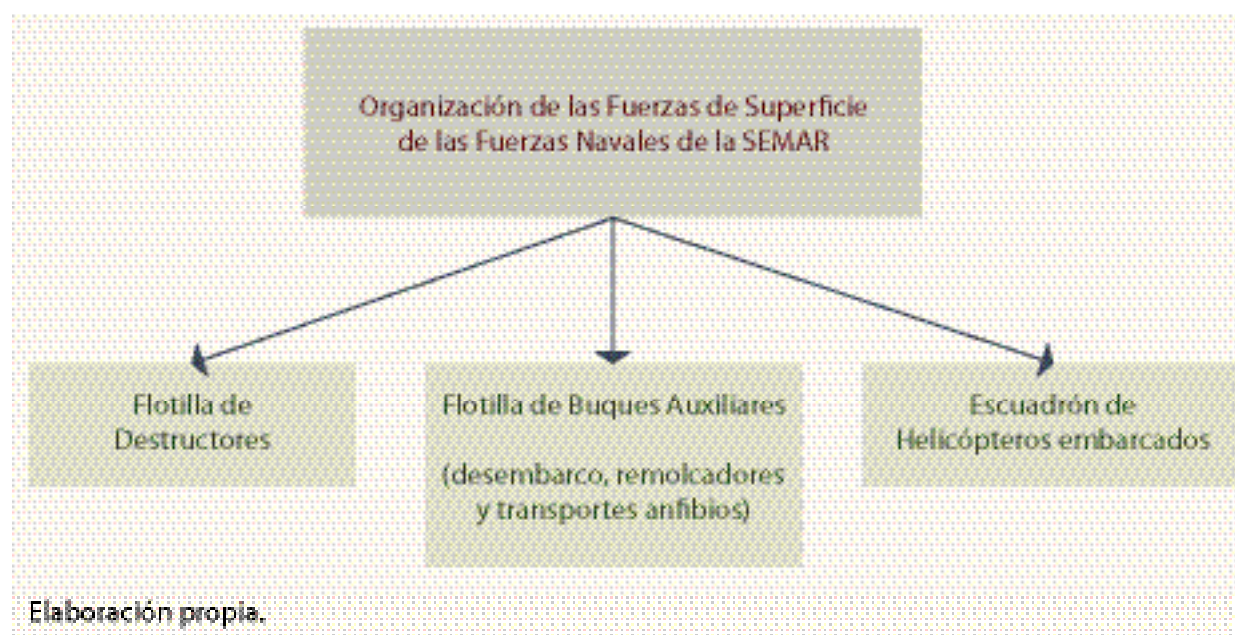 Organización de las Fuerzas de Superficie
de las Fuerzas Navales de la SEMAR
Flotilla de
Destructores
Flotilla de Buques Auxiliares
(desembarco, remolcadores
y transportes anfibios)
Escuadrón de
Helicópteros embarcados
Elaboración propia.